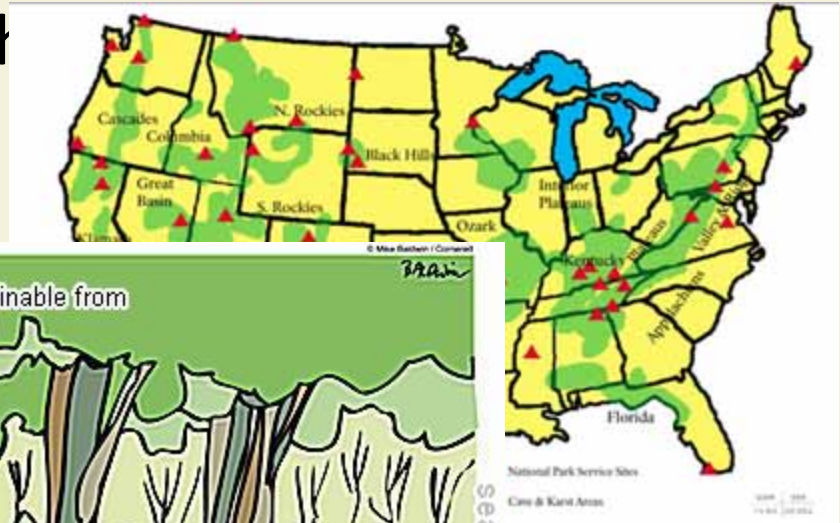 N. Rockies
Cascades
Columbia
Black Hills
Great
Basin
Interior
Plateaus
S. Rockies
Ozark
Valley & Ridge
Kentucky
Appalachians
Florida
© Mike Baldwin / Cornered
inable from
National Park Service Sites
Cave & Karst Areas